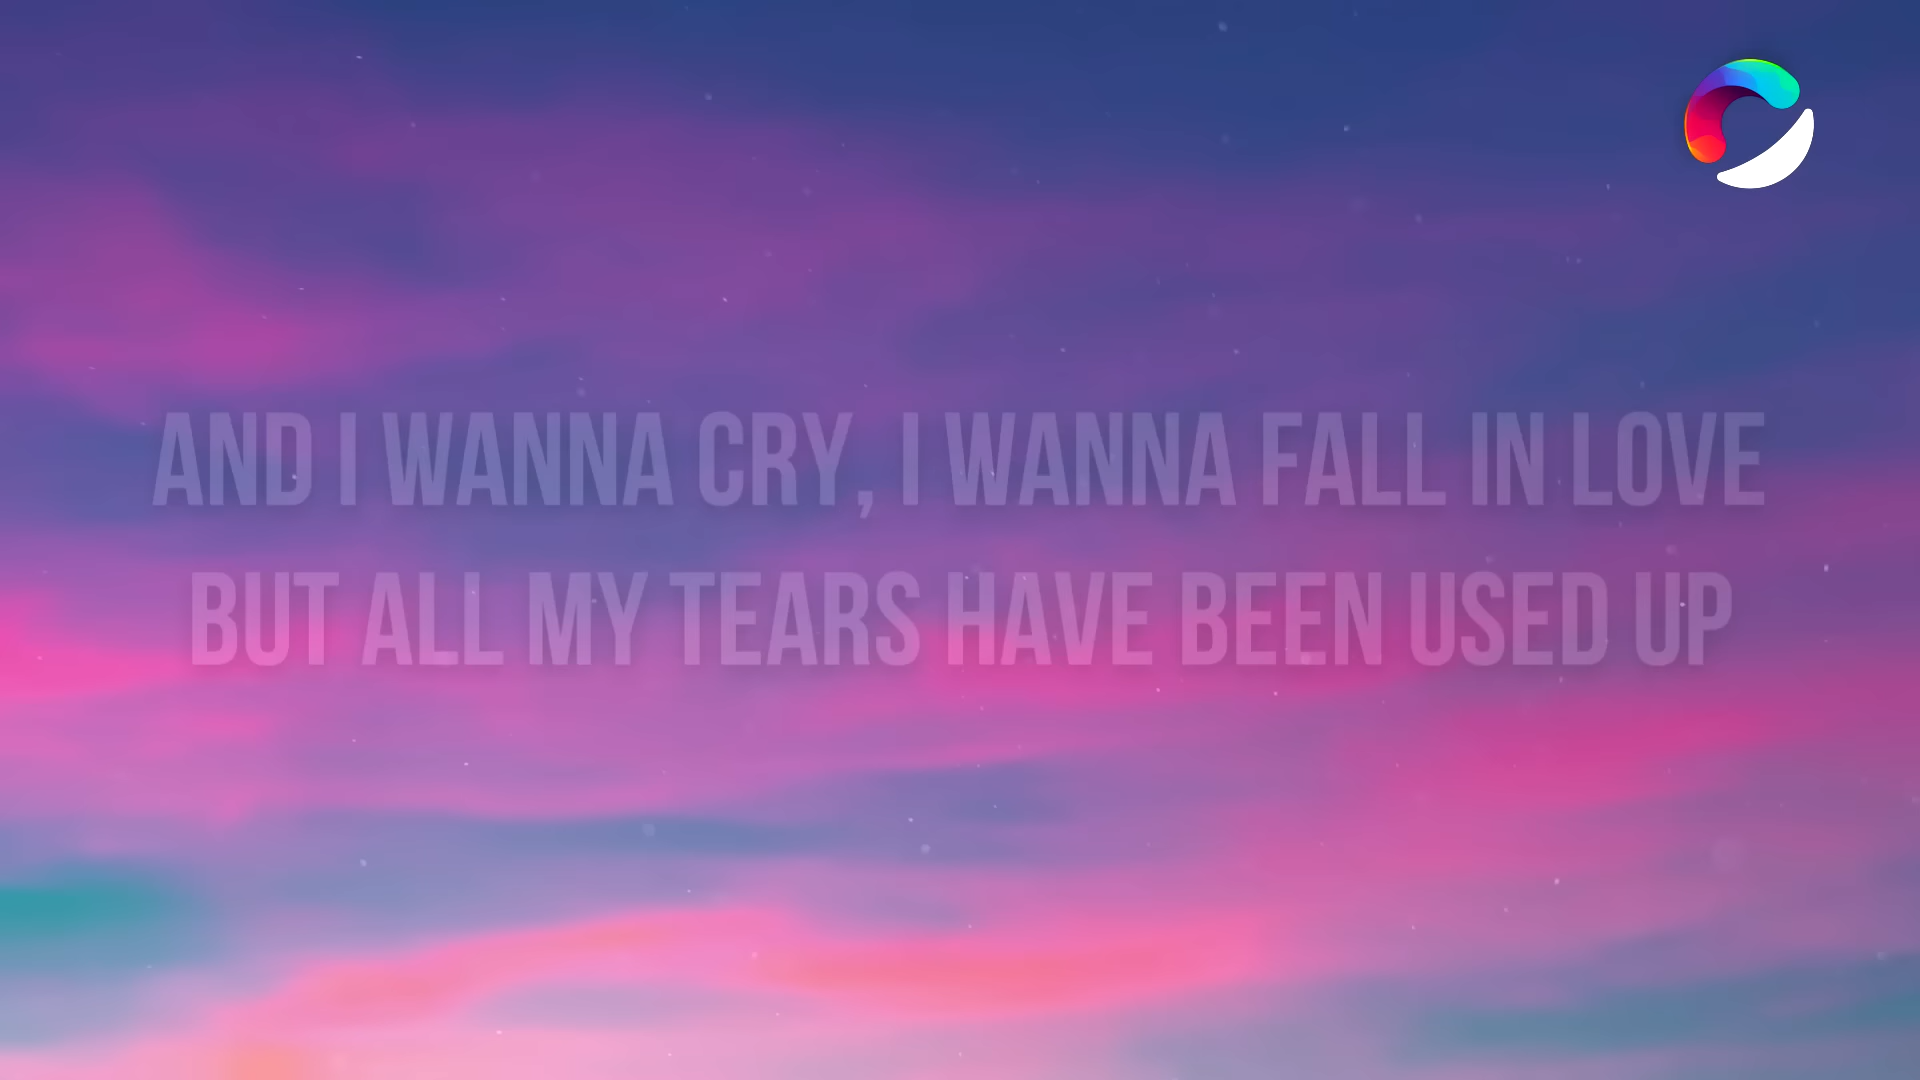 AND I WANNA CRY, I WANNA FALL IN LOVE
BUT ALL MY TEARS HAVE BEEN USED UP